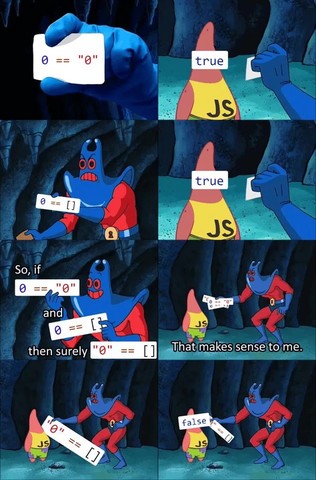 0 == "0"
true
JS
0 == []
true
JS
So, if
0 == "0"
and
0 == []
then surely "0" == []
JS
That makes sense to me.
JS
"0" == []
false
JS